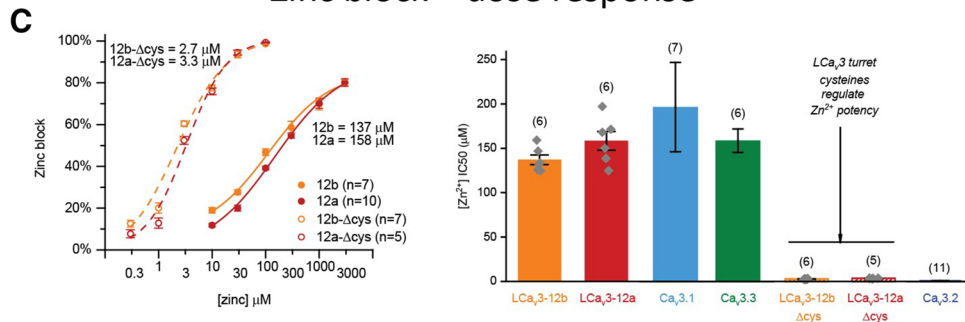 Zinc block - dose response
C
12b-Δcys = 2.7 μM
12a-Δcys = 3.3 μM
12b = 137 μM
12a = 158 μM
12b (n=7)
12a (n=10)
12b-Δcys (n=7)
12a-Δcys (n=5)
Zinc block
100%
80%
60%
40%
20%
0%
0.3
1
3
10
30
100
300
1000
3000
[zinc] μM
[Zn²⁺] IC50 (μM)
250
200
150
100
50
0
(6)
(6)
(7)
(6)
(6)
(5)
(11)
LCaᵥ3 turret
cysteines
regulate
Zn²⁺ potency
LCaᵥ3-12b
LCaᵥ3-12a
Caᵥ3.1
Caᵥ3.3
LCaᵥ3-12b
Δcys
LCaᵥ3-12a
Δcys
Caᵥ3.2